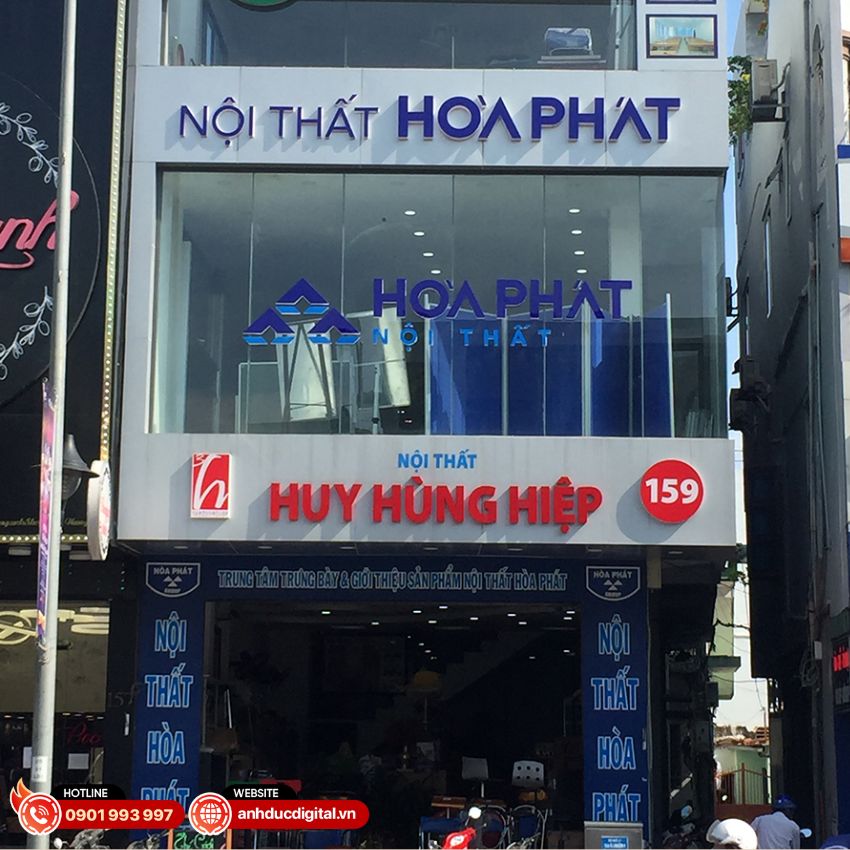 NỘI THẤT HOÀ PHÁT
HOÀ PHÁT
NỘI THẤT
NỘI THẤT
HUY HÙNG HIỆP
159
HÒA PHÁT
TRUNG TÂM TRƯNG BÀY & GIỚI THIỆU SẢN PHẨM NỘI THẤT HÒA PHÁT
HÒA PHÁT
NỘI
THẤT
HÒA
PHÁT
NỘI
THẤT
HÒA
PHÁT
HOTLINE
0901 993 997
WEBSITE
anhducdigital.vn